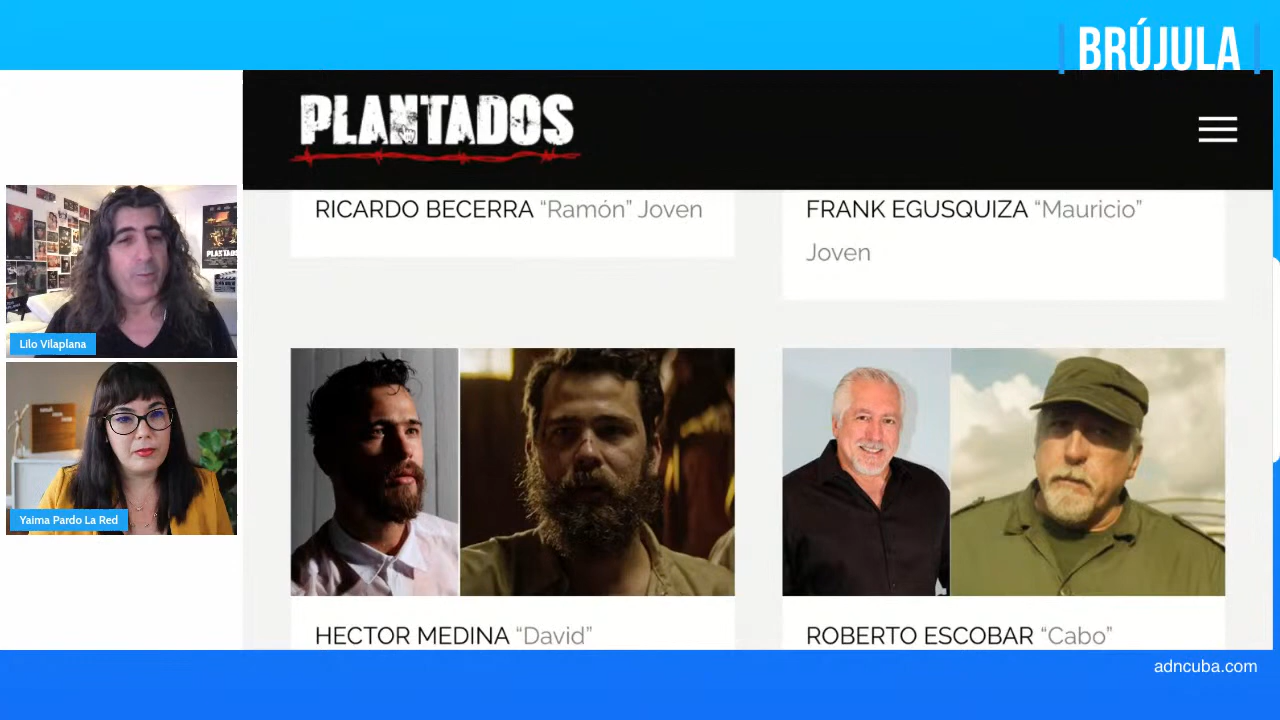 | BRÚJULA |
PLANTADOS
RICARDO BECERRA “Ramón” Joven
FRANK EGUSQUIZA “Mauricio”
Joven
PLANTADOS
Lilo Vilaplana
Yaima Pardo La Red
HECTOR MEDINA “David”
ROBERTO ESCOBAR “Cabo”
adncuba.com